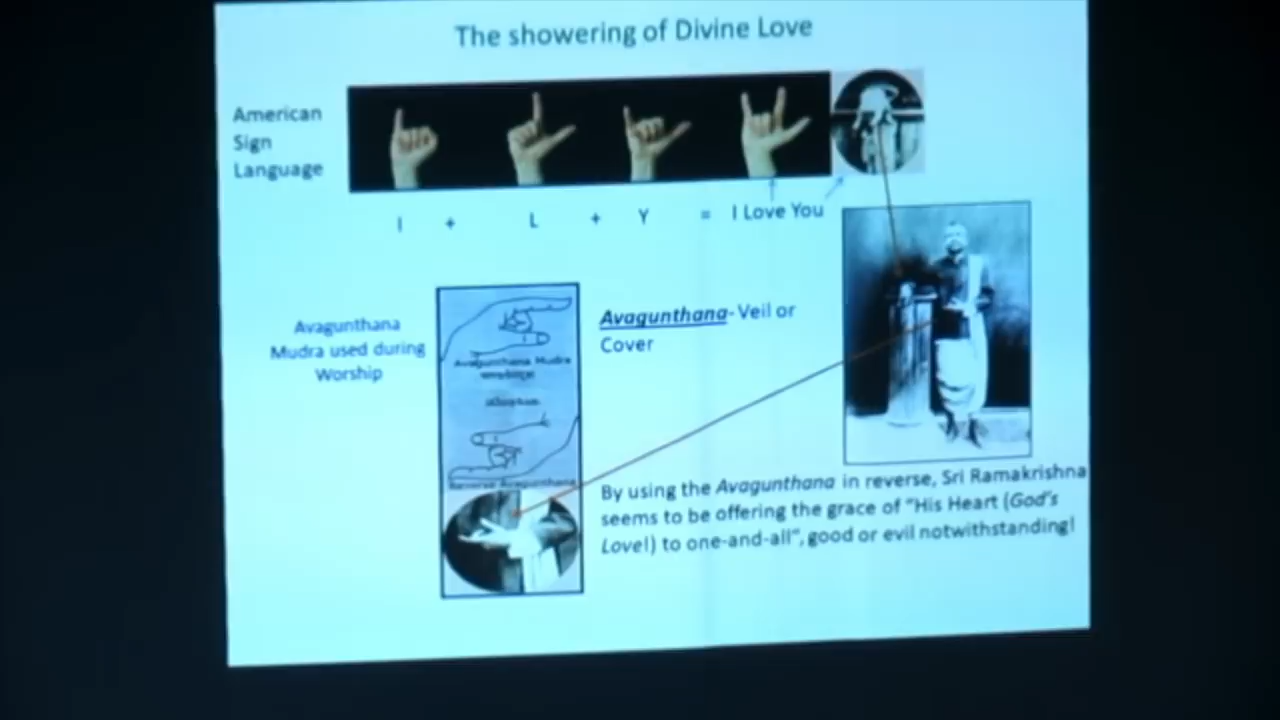 The showering of Divine Love
American
Sign
Language
I + L + Y = I Love You
Avagunthana
Mudra used during
Worship
Avagunthana Mudra
Reverse Avagunthana
Avagunthana- Veil or
Cover
By using the Avagunthana in reverse, Sri Ramakrishna
seems to be offering the grace of "His Heart (God's
Love!) to one-and-all", good or evil notwithstanding!